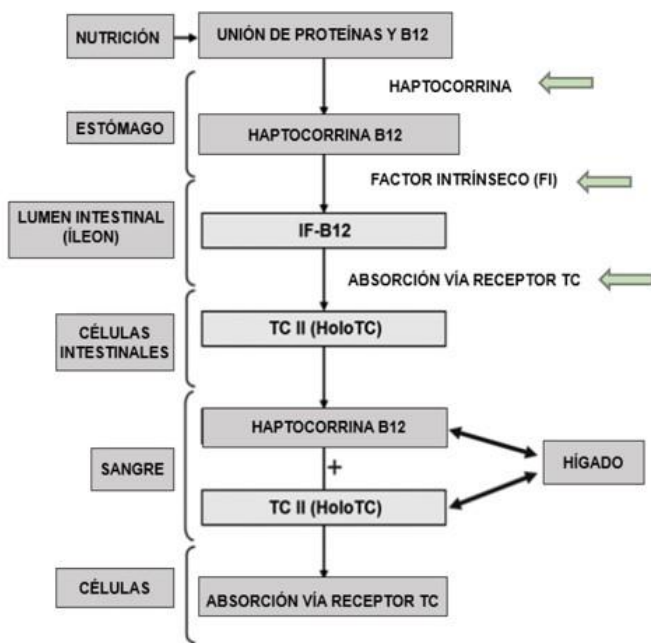 NUTRICIÓN
UNIÓN DE PROTEÍNAS Y B12
HAPTOCORRINA
ESTÓMAGO
HAPTOCORRINA B12
FACTOR INTRÍNSECO (FI)
LUMEN INTESTINAL
(ÍLEON)
IF-B12
ABSORCIÓN VÍA RECEPTOR TC
CÉLULAS
INTESTINALES
TC II (HoloTC)
HAPTOCORRINA B12
SANGRE
+
HÍGADO
TC II (HoloTC)
CÉLULAS
ABSORCIÓN VÍA RECEPTOR TC